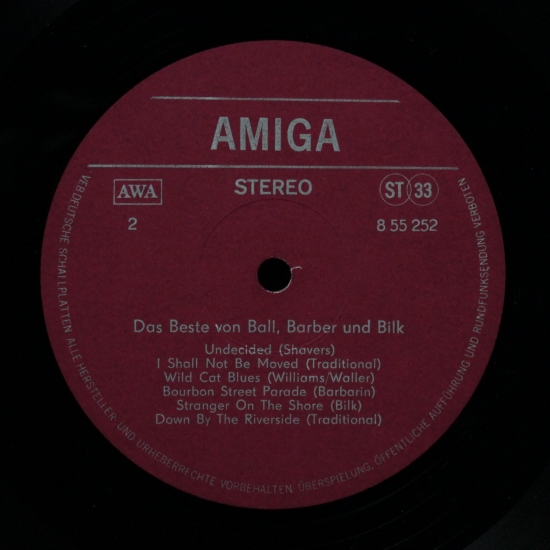 AMIGA
AWA
STEREO
ST 33
2
8 55 252
Das Beste von Ball, Barber und Bilk
Undecided (Shavers)
I Shall Not Be Moved (Traditional)
Wild Cat Blues (Williams/Waller)
Bourbon Street Parade (Barbarin)
Stranger On The Shore (Bilk)
Down By The Riverside (Traditional)
VEB DEUTSCHE SCHALLPLATTEN ALLE HERSTELLER- UND URHEBERRECHTE VORBEHALTEN, ÜBERSPIELUNG, ÖFFENTLICHE AUFFÜHRUNG UND RUNDFUNKSENDUNG VERBOTEN